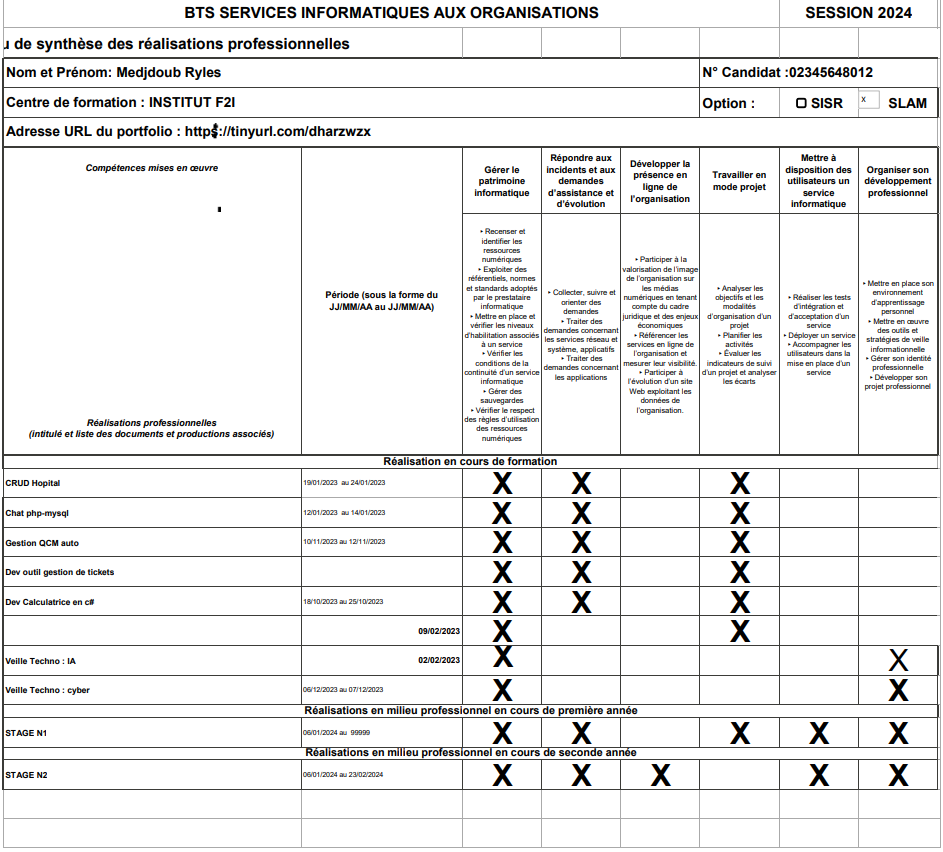 BTS SERVICES INFORMATIQUES AUX ORGANISATIONS SESSION 2024
u de synthèse des réalisations professionnelles
Nom et Prénom: Medjdoub Ryles N° Candidat :02345648012
Centre de formation : INSTITUT F2I Option : SISR x SLAM
Adresse URL du portfolio : https://tinyurl.com/dharzwzx
Compétences mises en œuvre
Réalisations professionnelles
(intitulé et liste des documents et productions associés)
Période (sous la forme du
JJ/MM/AA au JJ/MM/AA)
Gérer le
patrimoine
informatique
Répondre aux
incidents et aux
demandes
d'assistance et
d'évolution
Développer la
présence en
ligne de
l'organisation
Travailler en
mode projet
Mettre à
disposition des
utilisateurs un
service
informatique
Organiser son
développement
professionnel
‣ Recenser et
identifier les
ressources
numériques
‣ Exploiter des
référentiels, normes
et standards adoptés
par le prestataire
informatique
‣ Mettre en place et
vérifier les niveaux
d'habilitation associés
à un service
‣ Vérifier les
conditions de la
continuité d'un service
informatique
‣ Gérer des
sauvegardes
‣ Vérifier le respect
des règles d'utilisation
des ressources
numériques
‣ Collecter, suivre et
orienter des
demandes
‣ Traiter des
demandes concernant
les services réseau et
système, applicatifs
‣ Traiter des
demandes concernant
les applications
‣ Participer à la
valorisation de l'image
de l'organisation sur
les médias
numériques en tenant
compte du cadre
juridique et des enjeux
économiques
‣ Référencer les
services en ligne de
l'organisation et
mesurer leur visibilité.
‣ Participer à
l'évolution d'un site
Web exploitant les
données de
l'organisation.
‣ Analyser les
objectifs et les
modalités
d'organisation d'un
projet
‣ Planifier les
activités
‣ Évaluer les
indicateurs de suivi
d'un projet et analyser
les écarts
‣ Réaliser les tests
d'intégration et
d'acceptation d'un
service
‣ Déployer un service
‣ Accompagner les
utilisateurs dans la
mise en place d'un
service
‣ Mettre en place son
environnement
d'apprentissage
personnel
‣ Mettre en œuvre
des outils et
stratégies de veille
informationnelle
‣ Gérer son identité
professionnelle
‣ Développer son
projet professionnel
Réalisation en cours de formation
CRUD Hopital 19/01/2023 au 24/01/2023 X X X
Chat php-mysql 12/01/2023 au 14/01/2023 X X X
Gestion QCM auto 10/11/2023 au 12/11//2023 X X X
Dev outil gestion de tickets X X X
Dev Calculatrice en c# 18/10/2023 au 25/10/2023 X X X
09/02/2023 X X
Veille Techno : IA 02/02/2023 X X
Veille Techno : cyber 06/12/2023 au 07/12/2023 X X
Réalisations en milieu professionnel en cours de première année
STAGE N1 06/01/2024 au 99999 X X X X X
Réalisations en milieu professionnel en cours de seconde année
STAGE N2 06/01/2024 au 23/02/2024 X X X X X